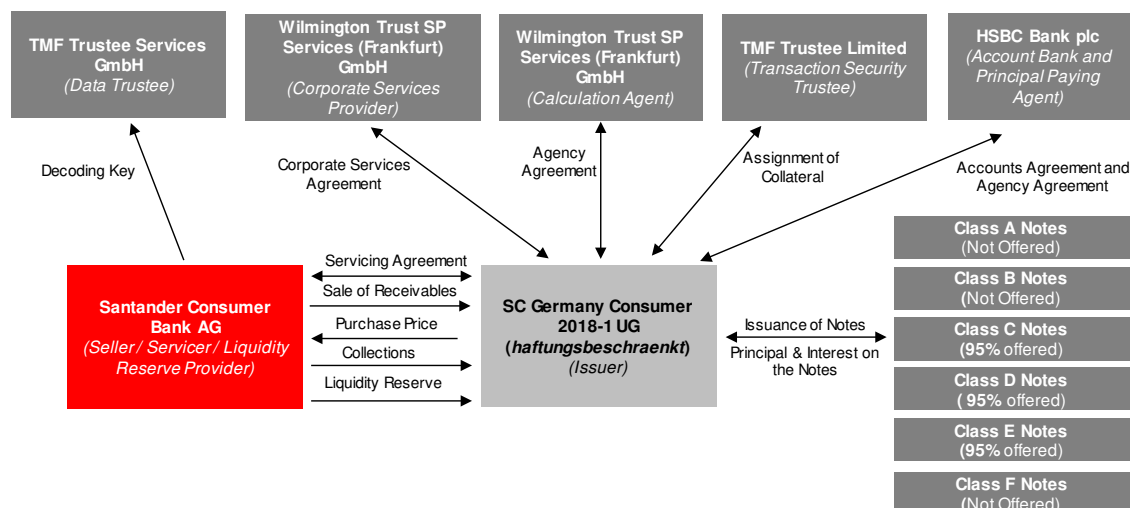 TMF Trustee Services
GmbH
(Data Trustee)
Wilmington Trust SP
Services (Frankfurt)
GmbH
(Corporate Services
Provider)
Wilmington Trust SP
Services (Frankfurt)
GmbH
(Calculation Agent)
TMF Trustee Limited
(Transaction Security
Trustee)
HSBC Bank plc
(Account Bank and
Principal Paying
Agent)
Decoding Key
Corporate Services
Agreement
Agency
Agreement
Assignment of
Collateral
Accounts Agreement and
Agency Agreement
Santander Consumer
Bank AG
(Seller / Servicer / Liquidity
Reserve Provider)
Servicing Agreement
Sale of Receivables
Purchase Price
Collections
Liquidity Reserve
SC Germany Consumer
2018-1 UG
(haftungsbeschraenkt)
(Issuer)
Issuance of Notes
Principal & Interest on
the Notes
Class A Notes
(Not Offered)
Class B Notes
(Not Offered)
Class C Notes
(95% offered)
Class D Notes
( 95% offered)
Class E Notes
(95% offered)
Class F Notes
(Not Offered)